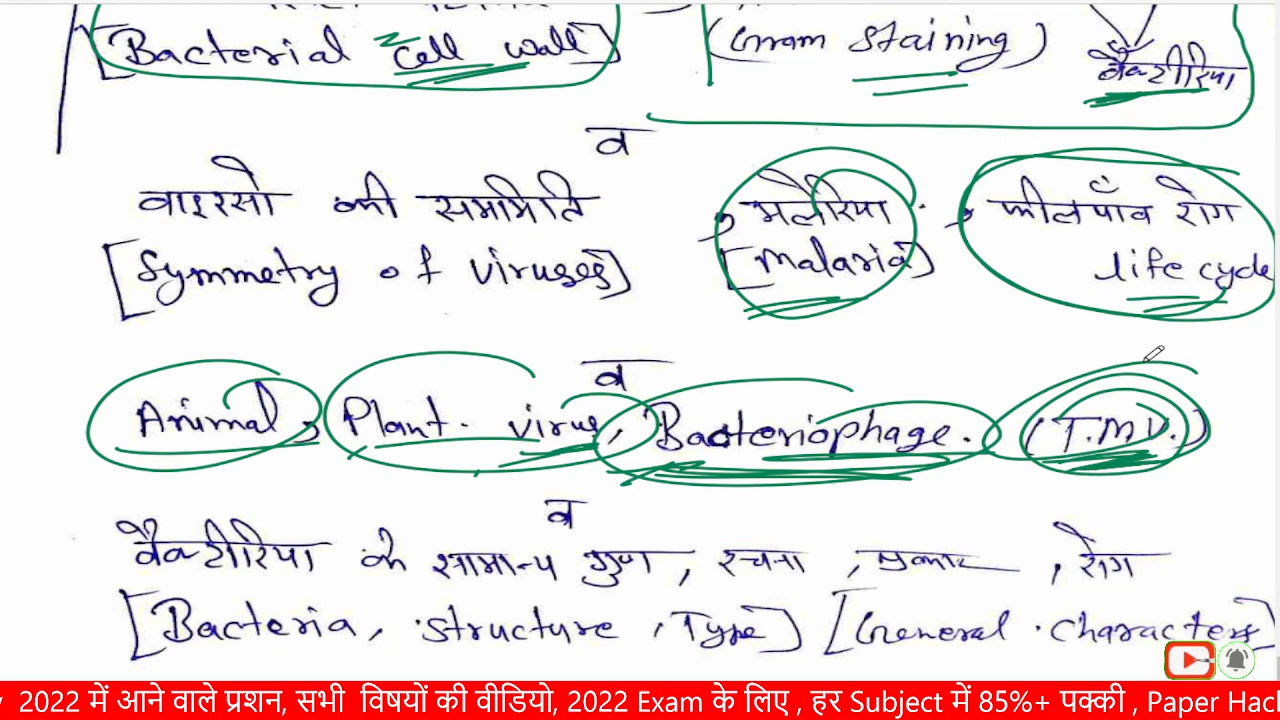 [Bacterial cell wall] (Gram staining) बैक्टीरिया
व
वाइरसो की सममिति , मलेरिया , फीलपाँव रोग
[Symmetry of viruses] [Malaria] life cycle
व
Animal, Plant. virus, Bacteriophage. (T.M.V.)
व
बैक्टीरिया के सामान्य गुण, रचना, प्रकार, रोग
[Bacteria, structure, Type] [General characters]
2022 में आने वाले प्रशन, सभी विषयों की वीडियो, 2022 Exam के लिए , हर Subject में 85%+ पक्की , Paper Hac